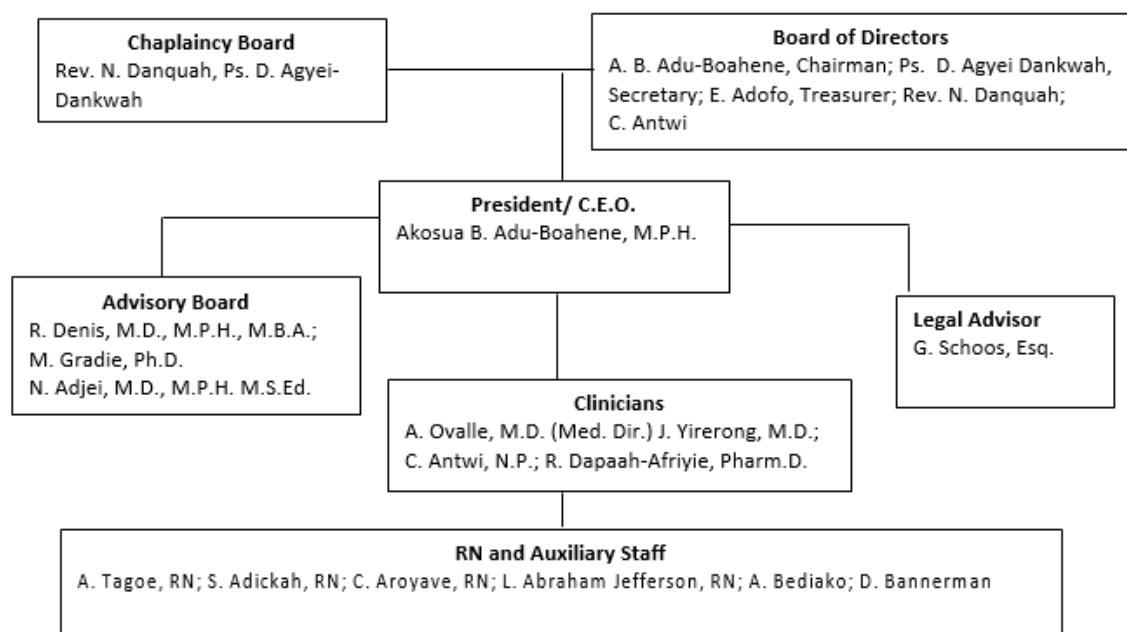 Chaplaincy Board
Rev. N. Danquah, Ps. D. Agyei-
Dankwah
Board of Directors
A. B. Adu-Boahene, Chairman; Ps. D. Agyei Dankwah,
Secretary; E. Adofo, Treasurer; Rev. N. Danquah;
C. Antwi
President/ C.E.O.
Akosua B. Adu-Boahene, M.P.H.
Advisory Board
R. Denis, M.D., M.P.H., M.B.A.;
M. Gradie, Ph.D.
N. Adjei, M.D., M.P.H. M.S.Ed.
Legal Advisor
G. Schoos, Esq.
Clinicians
A. Ovalle, M.D. (Med. Dir.) J. Yirerong, M.D.;
C. Antwi, N.P.; R. Dapaah-Afriyie, Pharm.D.
RN and Auxiliary Staff
A. Tagoe, RN; S. Adickah, RN; C. Aroyave, RN; L. Abraham Jefferson, RN; A. Bediako; D. Bannerman